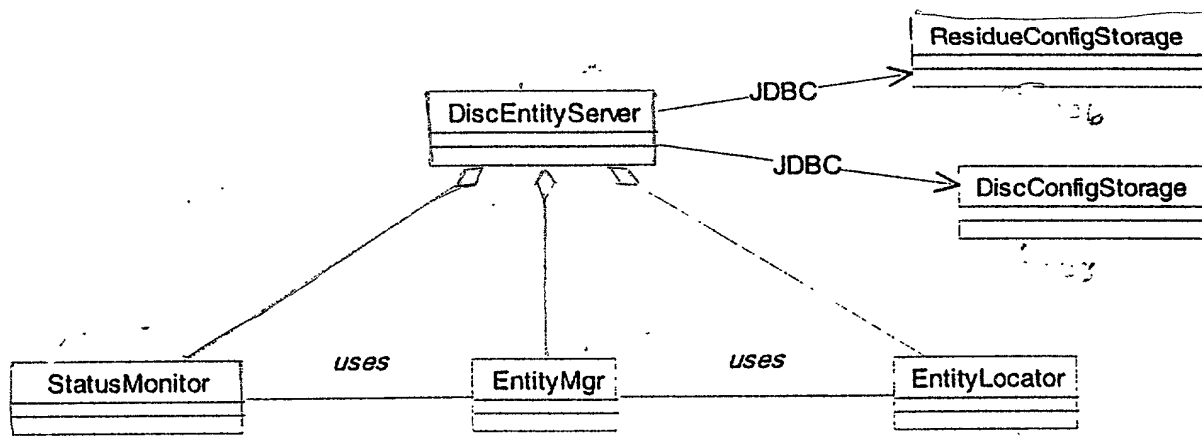 ResidueConfigStorage
JDBC
DiscEntityServer
JDBC
DiscConfigStorage
uses
uses
StatusMonitor
EntityMgr
EntityLocator